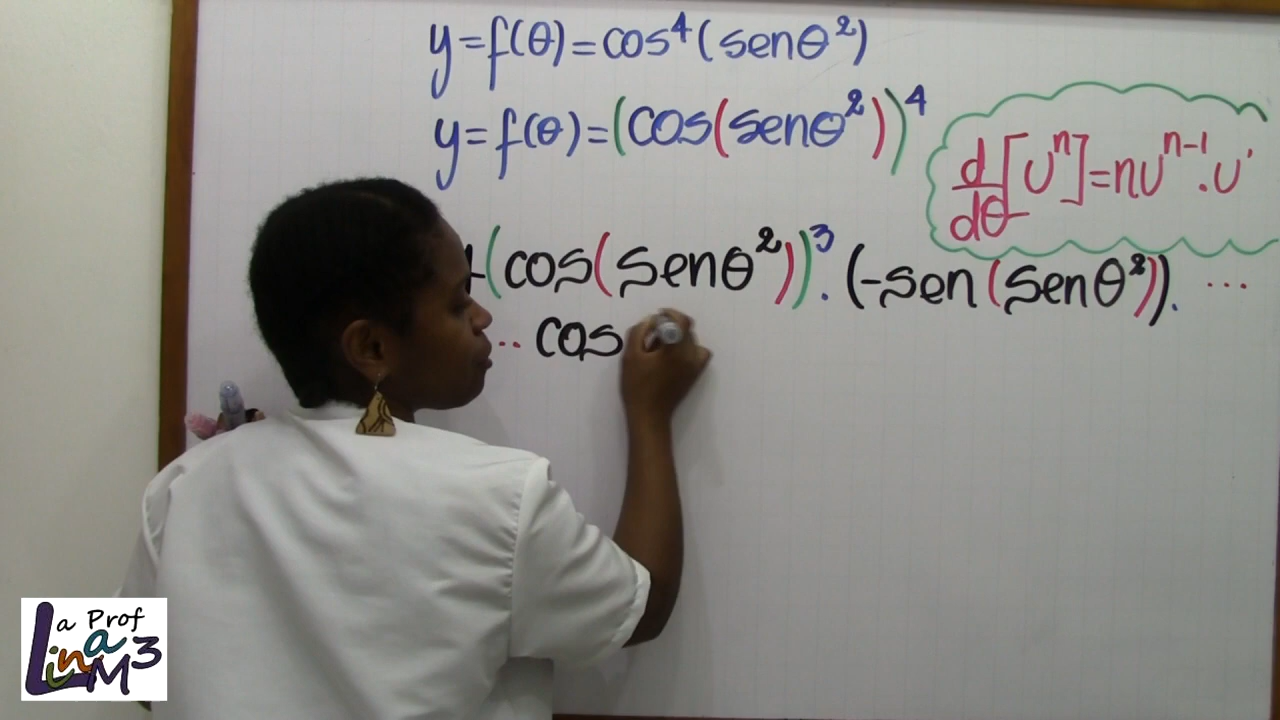 y=f(θ)=cos⁴(senθ²)
y=f(θ)=(cos(senθ²))⁴
d/dθ[Uⁿ]=nUⁿ⁻¹.U'
(cos(senθ²))³.(-sen(senθ²)). ...
.. cos
La Prof Lina M3